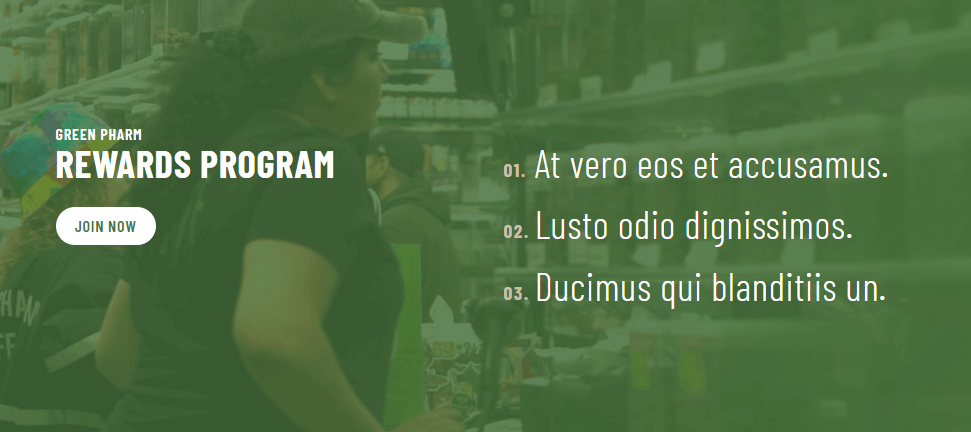 GREEN PHARM
REWARDS PROGRAM
JOIN NOW
01. At vero eos et accusamus.
02. Lusto odio dignissimos.
03. Ducimus qui blanditiis un.